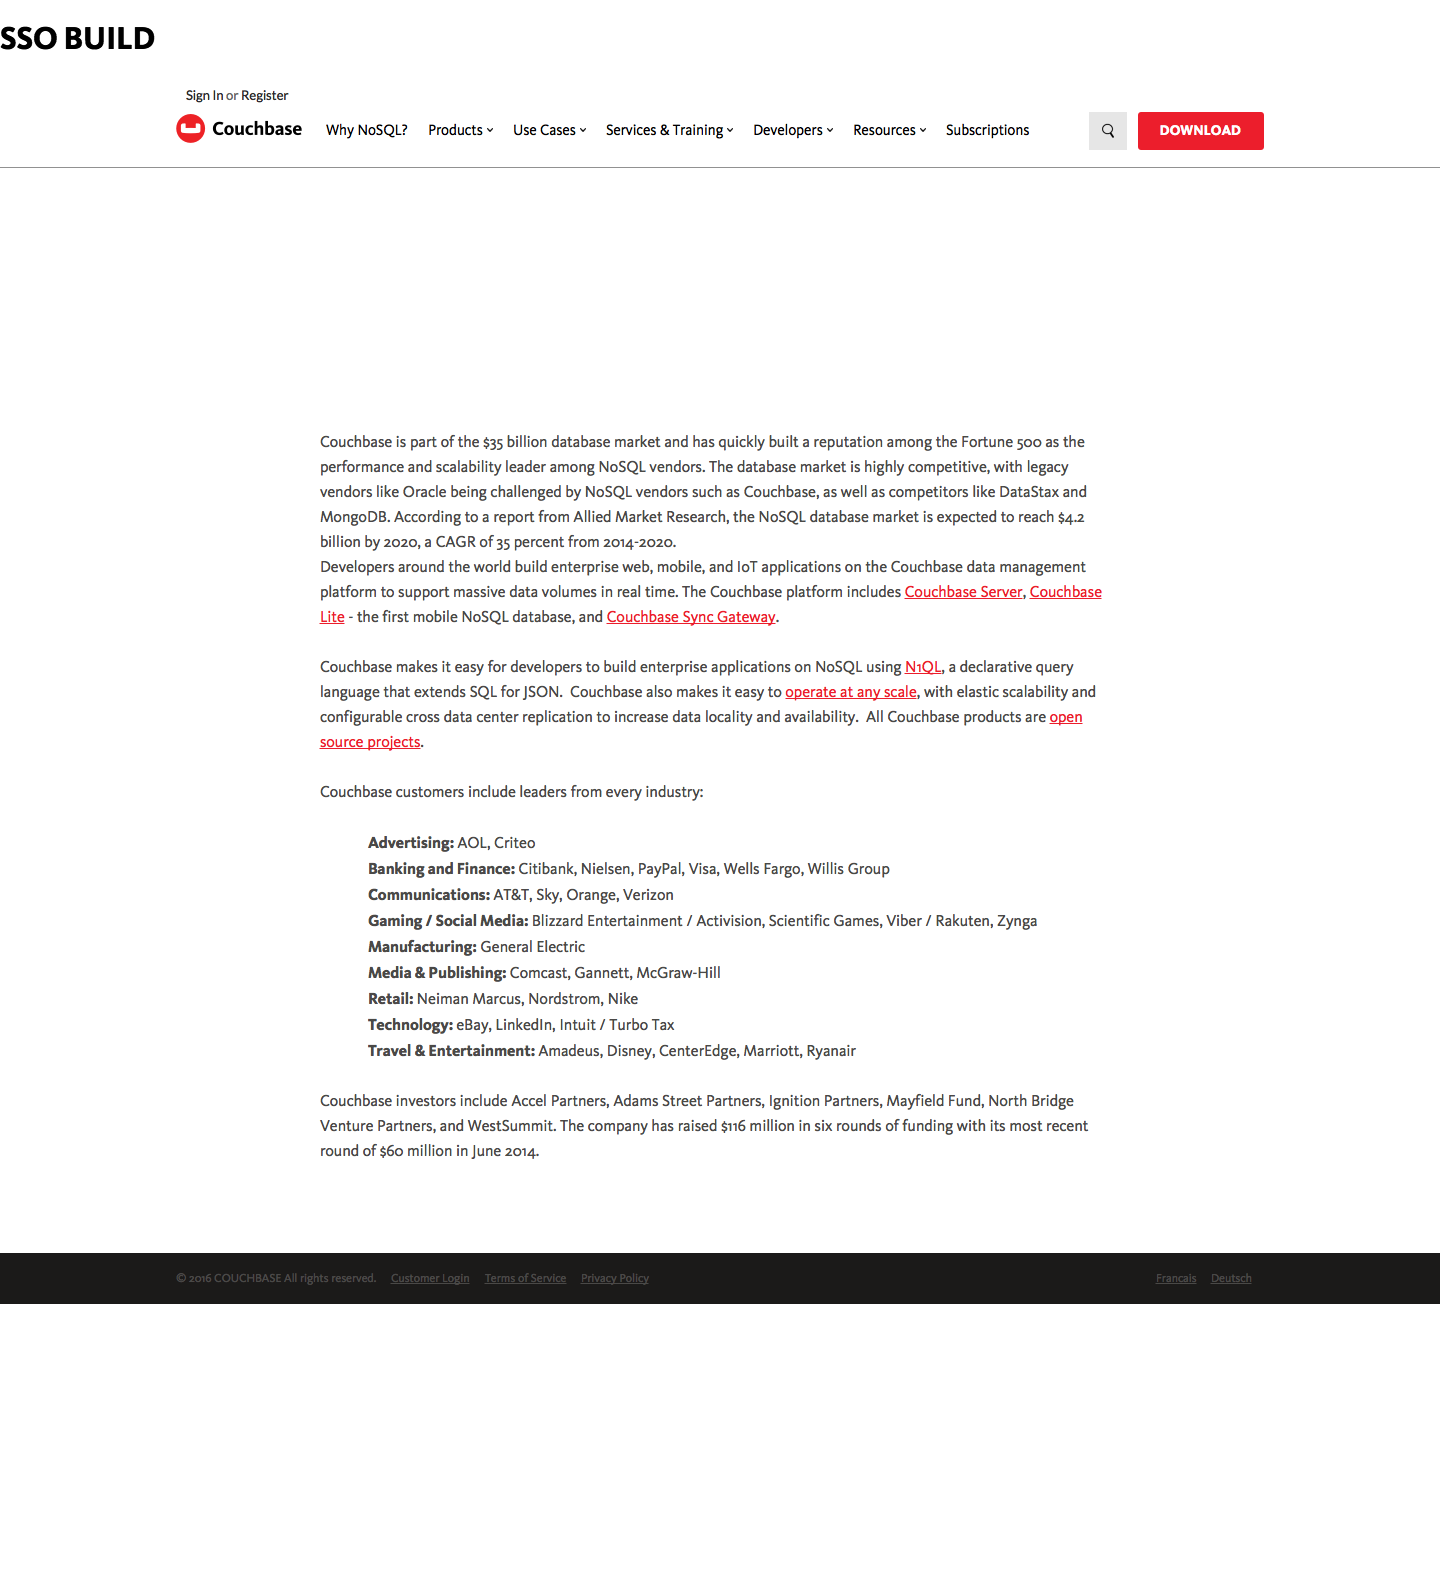 SSO BUILD
Sign In or Register
Couchbase Why NoSQL? Products Use Cases Services & Training Developers Resources Subscriptions DOWNLOAD
Couchbase is part of the $35 billion database market and has quickly built a reputation among the Fortune 500 as the
performance and scalability leader among NoSQL vendors. The database market is highly competitive, with legacy
vendors like Oracle being challenged by NoSQL vendors such as Couchbase, as well as competitors like DataStax and
MongoDB. According to a report from Allied Market Research, the NoSQL database market is expected to reach $4.2
billion by 2020, a CAGR of 35 percent from 2014-2020.
Developers around the world build enterprise web, mobile, and IoT applications on the Couchbase data management
platform to support massive data volumes in real time. The Couchbase platform includes Couchbase Server, Couchbase
Lite - the first mobile NoSQL database, and Couchbase Sync Gateway.
Couchbase makes it easy for developers to build enterprise applications on NoSQL using N1QL, a declarative query
language that extends SQL for JSON.  Couchbase also makes it easy to operate at any scale, with elastic scalability and
configurable cross data center replication to increase data locality and availability.  All Couchbase products are open
source projects.
Couchbase customers include leaders from every industry:
Advertising: AOL, Criteo
Banking and Finance: Citibank, Nielsen, PayPal, Visa, Wells Fargo, Willis Group
Communications: AT&T, Sky, Orange, Verizon
Gaming / Social Media: Blizzard Entertainment / Activision, Scientific Games, Viber / Rakuten, Zynga
Manufacturing: General Electric
Media & Publishing: Comcast, Gannett, McGraw-Hill
Retail: Neiman Marcus, Nordstrom, Nike
Technology: eBay, LinkedIn, Intuit / Turbo Tax
Travel & Entertainment: Amadeus, Disney, CenterEdge, Marriott, Ryanair
Couchbase investors include Accel Partners, Adams Street Partners, Ignition Partners, Mayfield Fund, North Bridge
Venture Partners, and WestSummit. The company has raised $116 million in six rounds of funding with its most recent
round of $60 million in June 2014.
© 2016 COUCHBASE All rights reserved. Customer Login Terms of Service Privacy Policy Francais Deutsch